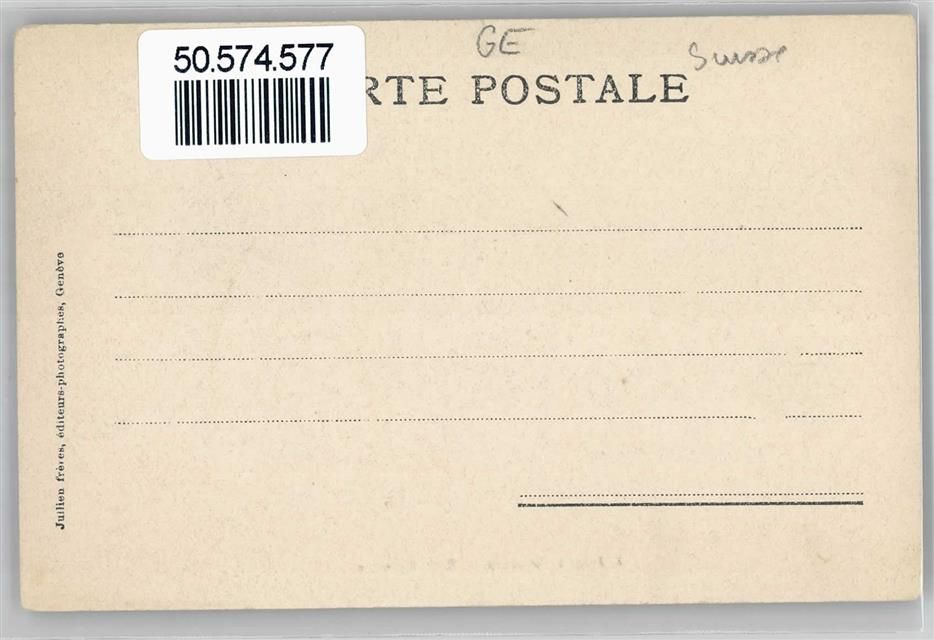 GE
Suisse
50.574.577
RTE POSTALE
Jullien frères, éditeurs-photographes, Genève